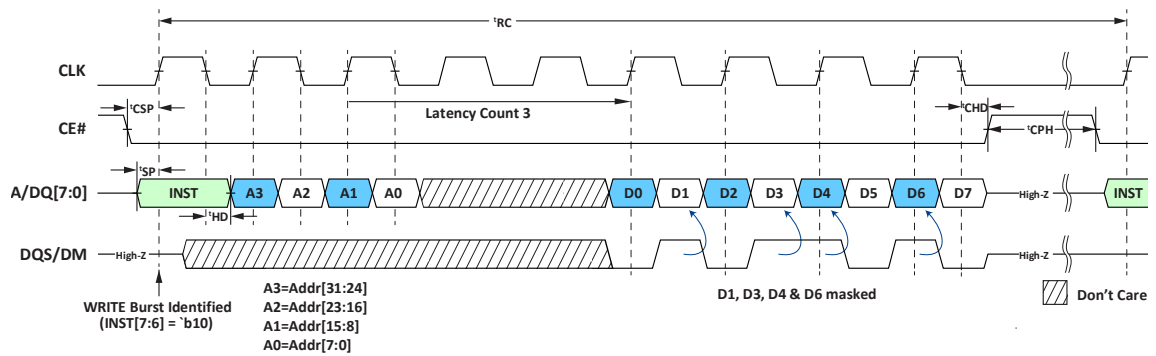 tRC
CLK
Latency Count 3
tCSP
tCHD
CE#
tCPH
tSP
A/DQ[7:0]
INST
A3
A2
A1
A0
D0
D1
D2
D3
D4
D5
D6
D7
High-Z
INST
tHD
DQS/DM
High-Z
High-Z
WRITE Burst Identified
(INST[7:6] = `b10)
A3=Addr[31:24]
A2=Addr[23:16]
A1=Addr[15:8]
A0=Addr[7:0]
D1, D3, D4 & D6 masked
Don't Care